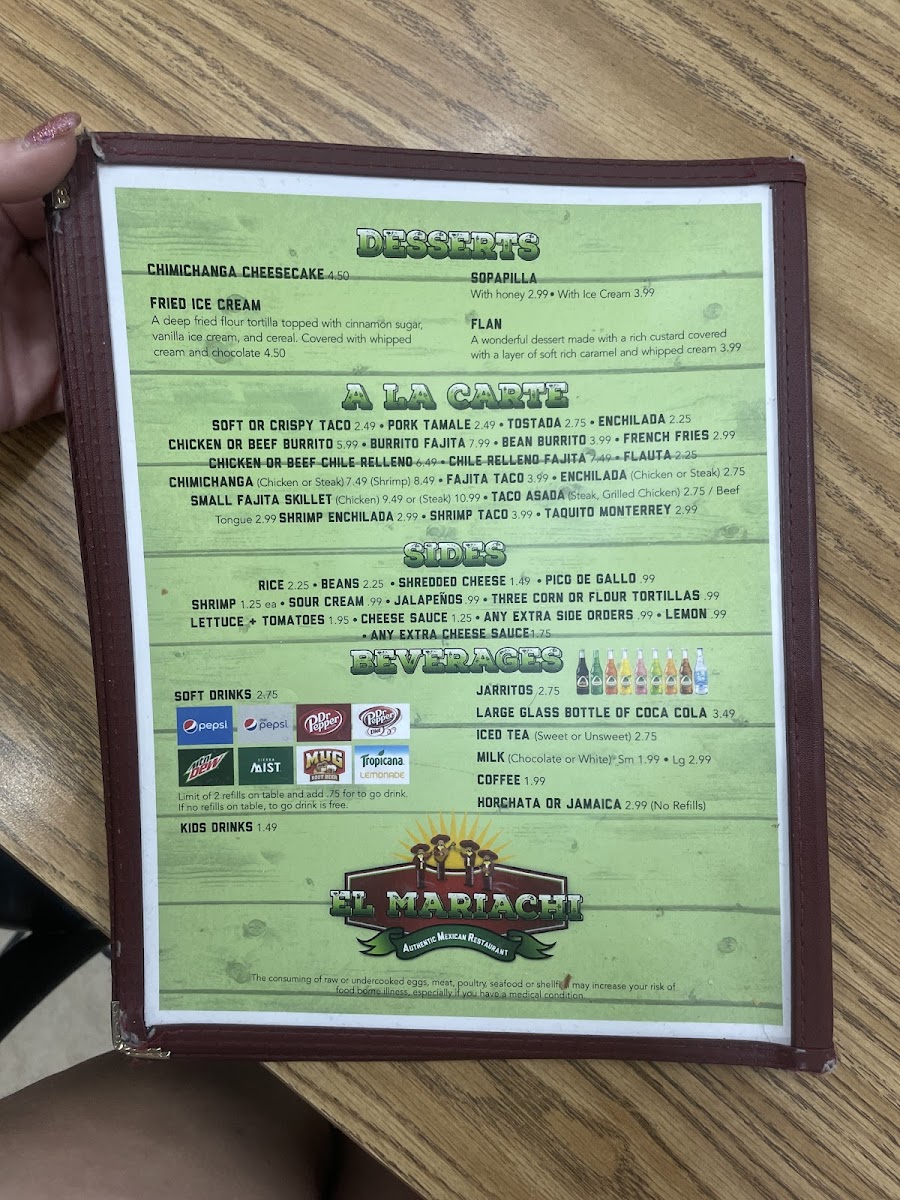 DESSERTS
CHIMICHANGA CHEESECAKE 4.50
FRIED ICE CREAM
A deep fried flour tortilla topped with cinnamon sugar,
vanilla ice cream, and cereal. Covered with whipped
cream and chocolate 4.50
SOPAPILLA
With honey 2.99• With Ice Cream 3.99
FLAN
A wonderful dessert made with a rich custard covered
with a layer of soft rich caramel and whipped cream 3.99
A LA CARTE
SOFT OR CRISPY TACO 2.49 • PORK TAMALE 2.49 • TOSTADA 2.75 • ENCHILADA 2.25
CHICKEN OR BEEF BURRITO 5.99 • BURRITO FAJITA 7.99 • BEAN BURRITO 3.99 • FRENCH FRIES 2.99
CHICKEN OR BEEF CHILE RELLENO 6.49 • CHILE RELLENO FAJITA 7.49 • FLAUTA 2.25
CHIMICHANGA (Chicken or Steak) 7.49 (Shrimp) 8.49 • FAJITA TACO 3.99 • ENCHILADA (Chicken or Steak) 2.75
SMALL FAJITA SKILLET (Chicken) 9.49 or (Steak) 10.99 • TACO ASADA (Steak, Grilled Chicken) 2.75 / Beef
Tongue 2.99 SHRIMP ENCHILADA 2.99 • SHRIMP TACO 3.99 • TAQUITO MONTERREY 2.99
SIDES
RICE 2.25 • BEANS 2.25 • SHREDDED CHEESE 1.49 • PICO DE GALLO .99
SHRIMP 1.25 ea • SOUR CREAM .99 • JALAPEÑOS .99 • THREE CORN OR FLOUR TORTILLAS .99
LETTUCE + TOMATOES 1.95 • CHEESE SAUCE 1.25 • ANY EXTRA SIDE ORDERS .99 • LEMON .99
• ANY EXTRA CHEESE SAUCE 1.75
BEVERAGES
SOFT DRINKS 2.75
pepsi
diet pepsi
Dr Pepper
Dr Pepper Diet
Mtn Dew
SIERRA MIST
MUG ROOT BEER
Tropicana LEMONADE
Limit of 2 refills on table and add .75 for to go drink.
If no refills on table, to go drink is free.
KIDS DRINKS 1.49
JARRITOS 2.75
LARGE GLASS BOTTLE OF COCA COLA 3.49
ICED TEA (Sweet or Unsweet) 2.75
MILK (Chocolate or White)• Sm 1.99 • Lg 2.99
COFFEE 1.99
HORCHATA OR JAMAICA 2.99 (No Refills)
EL MARIACHI
AUTHENTIC MEXICAN RESTAURANT
The consuming of raw or undercooked eggs, meat, poultry, seafood or may increase your risk of
food borne illness, especially if you have a medical condition.